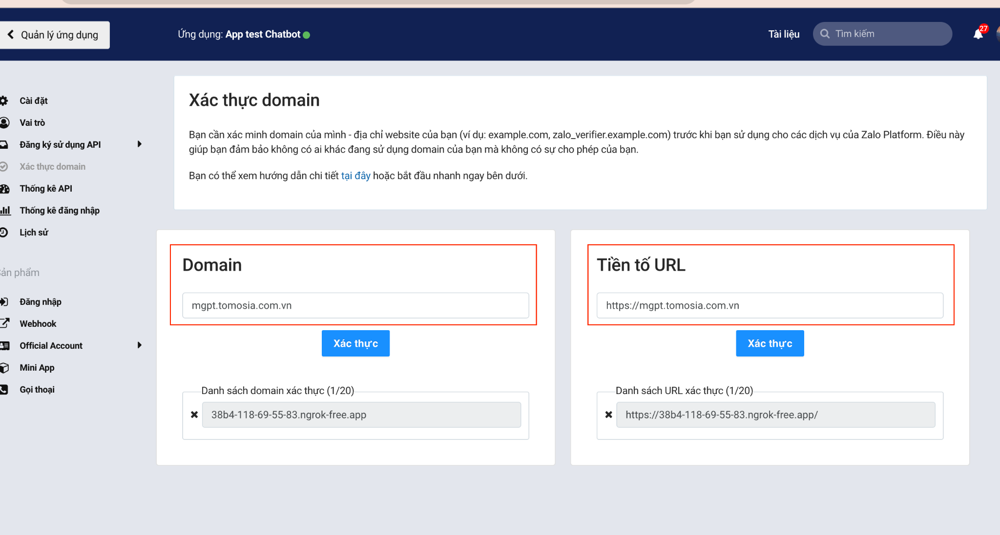 Quản lý ứng dụng
Ứng dụng: App test Chatbot
Tài liệu
Tìm kiếm
27
Cài đặt
Vai trò
Đăng ký sử dụng API
Xác thực domain
Thống kê API
Thống kê đăng nhập
Lịch sử
ản phẩm
Đăng nhập
Webhook
Official Account
Mini App
Gọi thoại
Xác thực domain
Bạn cần xác minh domain của mình - địa chỉ website của bạn (ví dụ: example.com, zalo_verifier.example.com) trước khi bạn sử dụng cho các dịch vụ của Zalo Platform. Điều này
giúp bạn đảm bảo không có ai khác đang sử dụng domain của bạn mà không có sự cho phép của bạn.
Bạn có thể xem hướng dẫn chi tiết tại đây hoặc bắt đầu nhanh ngay bên dưới.
Domain
mgpt.tomosia.com.vn
Xác thực
Danh sách domain xác thực (1/20)
38b4-118-69-55-83.ngrok-free.app
Tiền tố URL
https://mgpt.tomosia.com.vn
Xác thực
Danh sách URL xác thực (1/20)
https://38b4-118-69-55-83.ngrok-free.app/